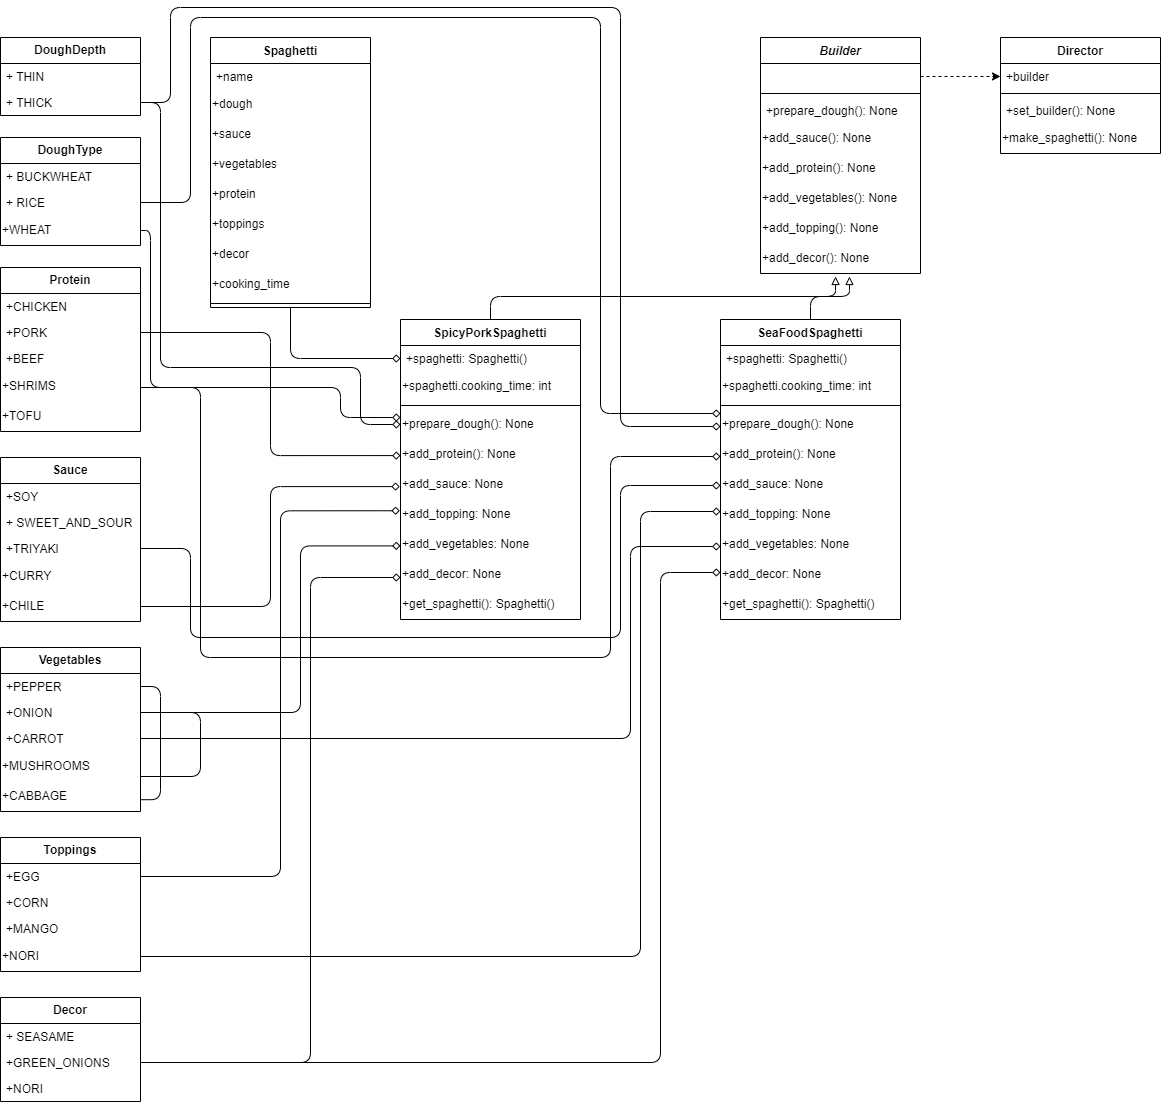 DoughDepth
+ THIN
+ THICK
DoughType
+ BUCKWHEAT
+ RICE
+WHEAT
Protein
+CHICKEN
+PORK
+BEEF
+SHRIMS
+TOFU
Sauce
+SOY
+ SWEET_AND_SOUR
+TRIYAKI
+CURRY
+CHILE
Vegetables
+PEPPER
+ONION
+CARROT
+MUSHROOMS
+CABBAGE
Toppings
+EGG
+CORN
+MANGO
+NORI
Decor
+ SEASAME
+GREEN_ONIONS
+NORI
Spaghetti
+name
+dough
+sauce
+vegetables
+protein
+toppings
+decor
+cooking_time
SpicyPorkSpaghetti
+spaghetti: Spaghetti()
+spaghetti.cooking_time: int
+prepare_dough(): None
+add_protein(): None
+add_sauce: None
+add_topping: None
+add_vegetables: None
+add_decor: None
+get_spaghetti(): Spaghetti()
Builder
+prepare_dough(): None
+add_sauce(): None
+add_protein(): None
+add_vegetables(): None
+add_topping(): None
+add_decor(): None
SeaFoodSpaghetti
+spaghetti: Spaghetti()
+spaghetti.cooking_time: int
+prepare_dough(): None
+add_protein(): None
+add_sauce: None
+add_topping: None
+add_vegetables: None
+add_decor: None
+get_spaghetti(): Spaghetti()
Director
+builder
+set_builder(): None
+make_spaghetti(): None